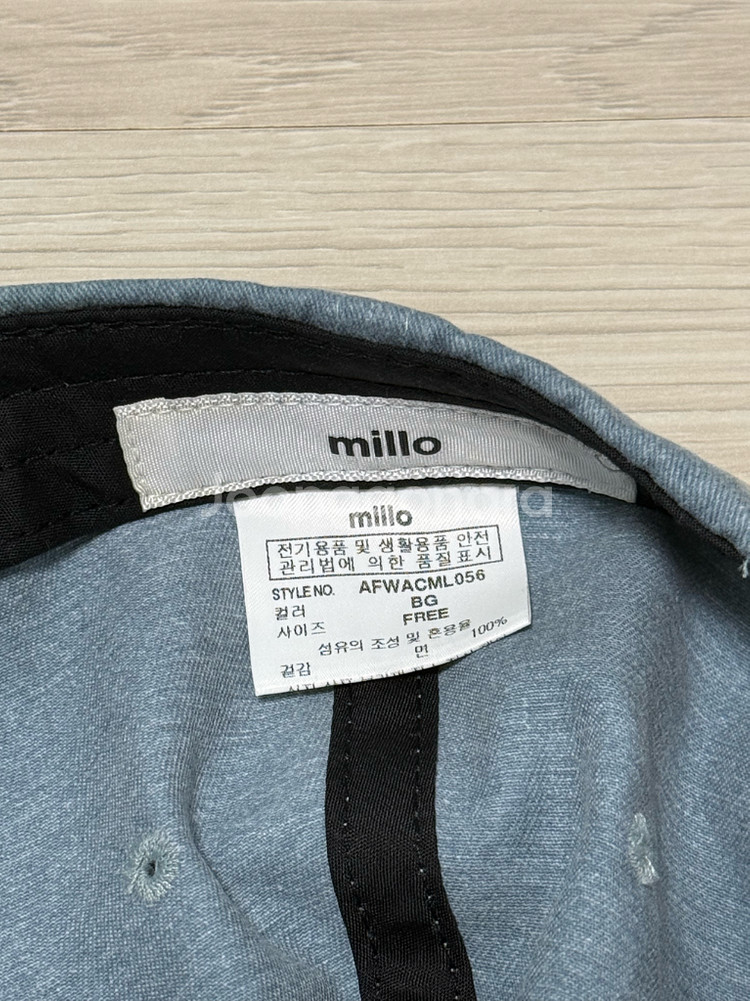 millo
Joonggonara
millo
전기용품 및 생활용품 안전
관리법에 의한 품질표시
STYLE NO. AFWACML056
컬러 BG
사이즈 FREE
섬유의 조성 및 혼용율
겉감 면 100%